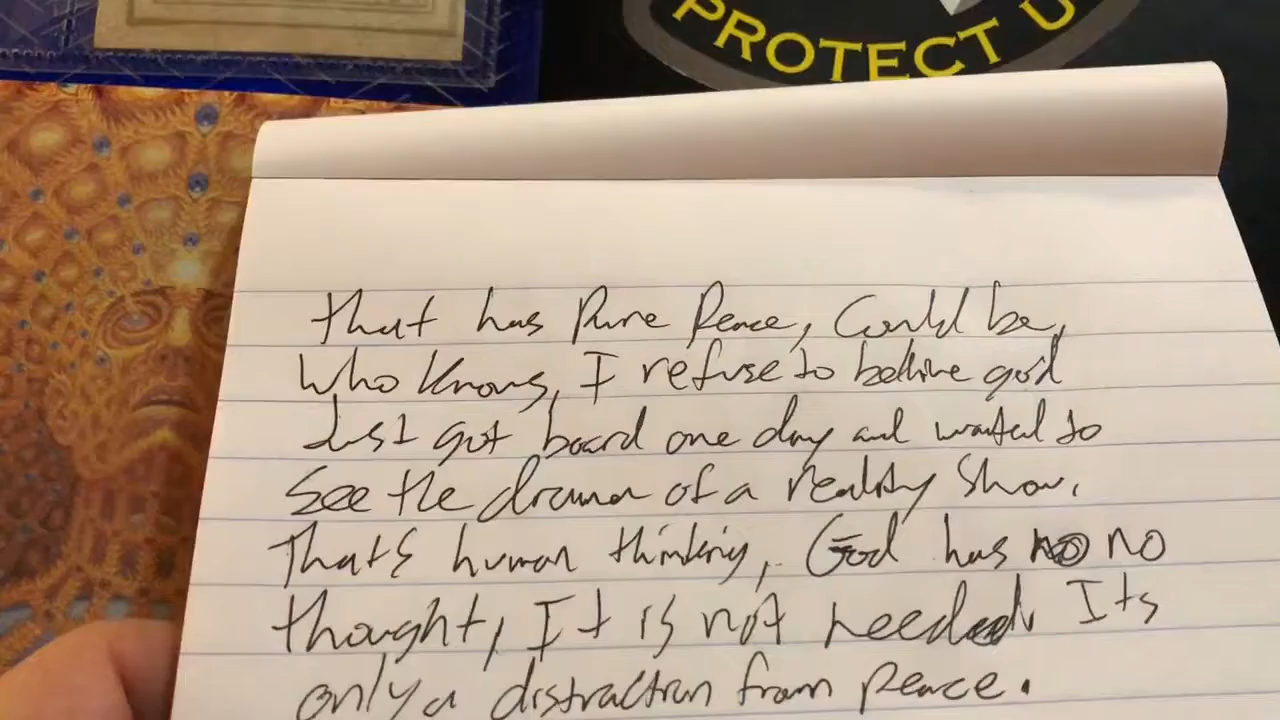 PROTECT U
that has Pure Peace, Could be,
Who Knows, I refuse to believe god
Just got board one day and wanted to
See the drama of a reality Show.
That's human thinking, God has no no
thought, It is not needed. Its
only a distraction from peace.